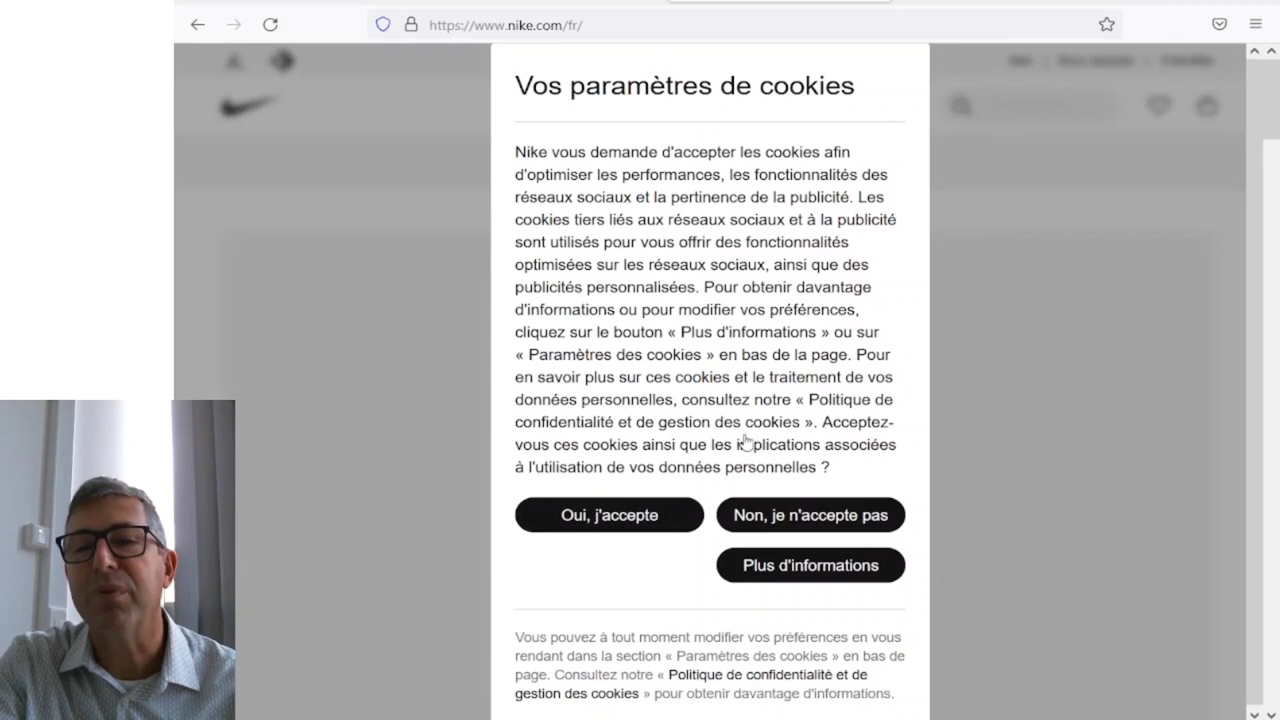 https://www.nike.com/fr/
Vos paramètres de cookies
Nike vous demande d'accepter les cookies afin
d'optimiser les performances, les fonctionnalités des
réseaux sociaux et la pertinence de la publicité. Les
cookies tiers liés aux réseaux sociaux et à la publicité
sont utilisés pour vous offrir des fonctionnalités
optimisées sur les réseaux sociaux, ainsi que des
publicités personnalisées. Pour obtenir davantage
d'informations ou pour modifier vos préférences,
cliquez sur le bouton « Plus d'informations » ou sur
« Paramètres des cookies » en bas de la page. Pour
en savoir plus sur ces cookies et le traitement de vos
données personnelles, consultez notre « Politique de
confidentialité et de gestion des cookies ». Acceptez-
vous ces cookies ainsi que les implications associées
à l'utilisation de vos données personnelles ?
Oui, j'accepte
Non, je n'accepte pas
Plus d'informations
Vous pouvez à tout moment modifier vos préférences en vous
rendant dans la section « Paramètres des cookies » en bas de
page. Consultez notre « Politique de confidentialité et de
gestion des cookies » pour obtenir davantage d'informations.